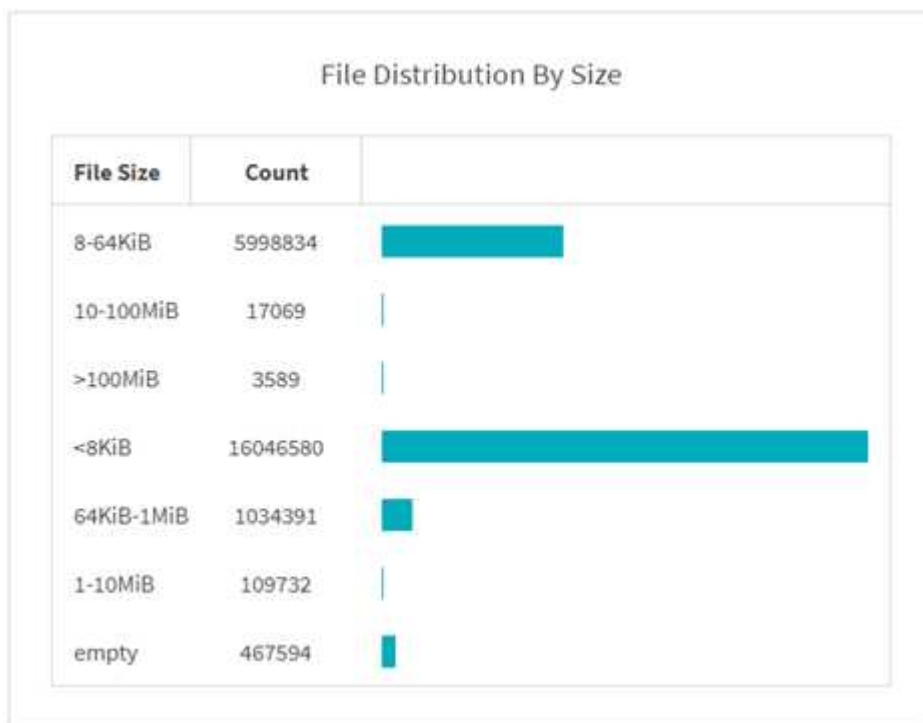 File Distribution By Size
File Size Count
8-64KiB 5998834
10-100MiB 17069
>100MiB 3589
<8KiB 16046580
64KiB-1MiB 1034391
1-10MiB 109732
empty 467594